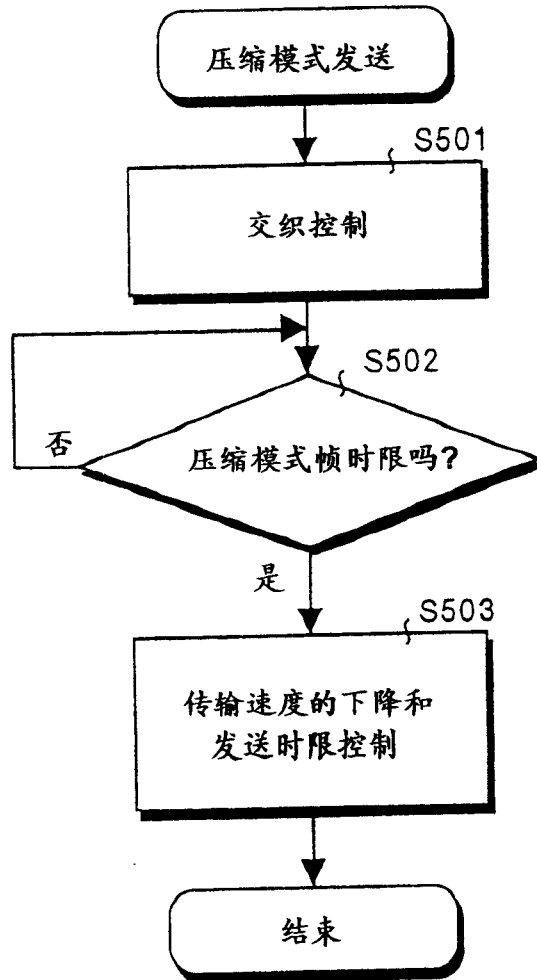 压缩模式发送
S501
交织控制
S502
压缩模式帧时限吗?
否
是
S503
传输速度的下降和
发送时限控制
结束